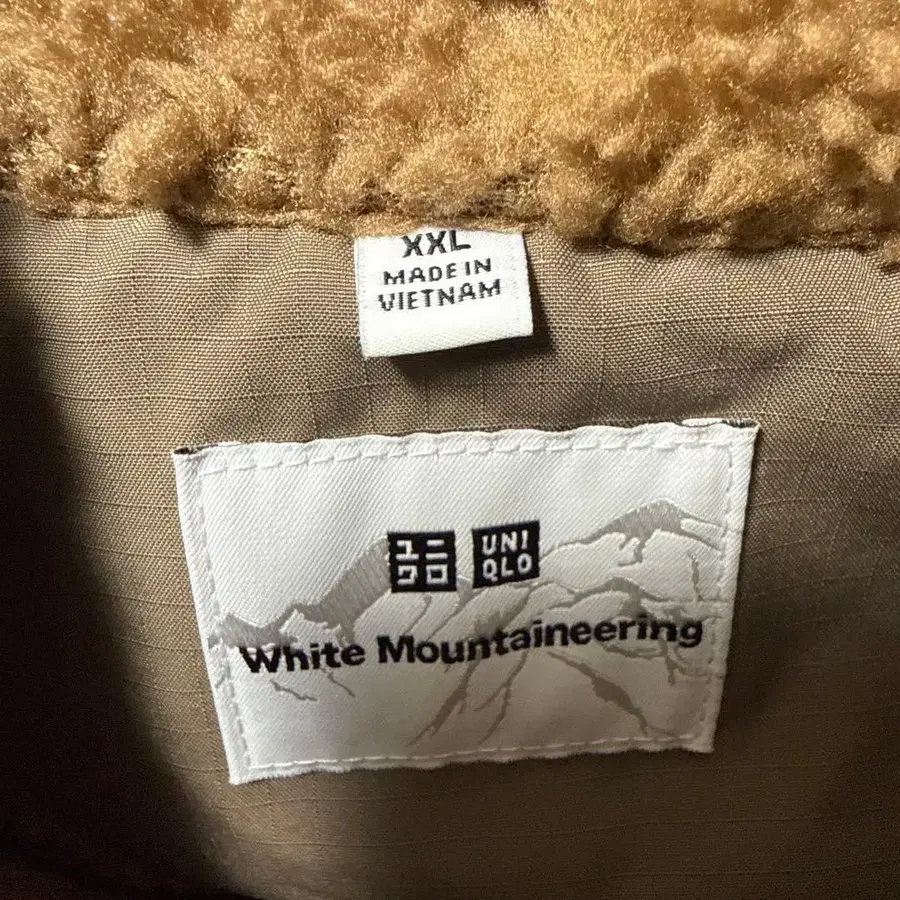 XXL
MADE IN
VIETNAM
ユニ UNI
クロ QLO
White Mountaineering